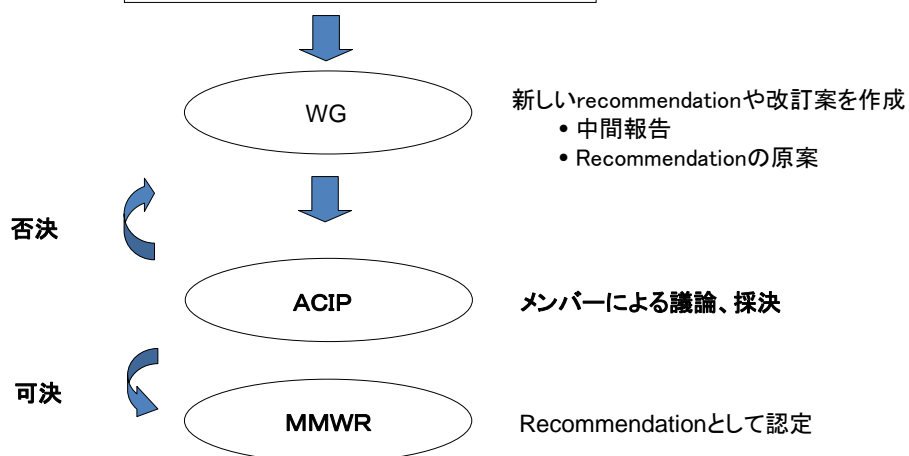 WG
新しいrecommendationや改訂案を作成
• 中間報告
• Recommendationの原案
否決
ACIP
メンバーによる議論、採決
可決
MMWR
Recommendationとして認定